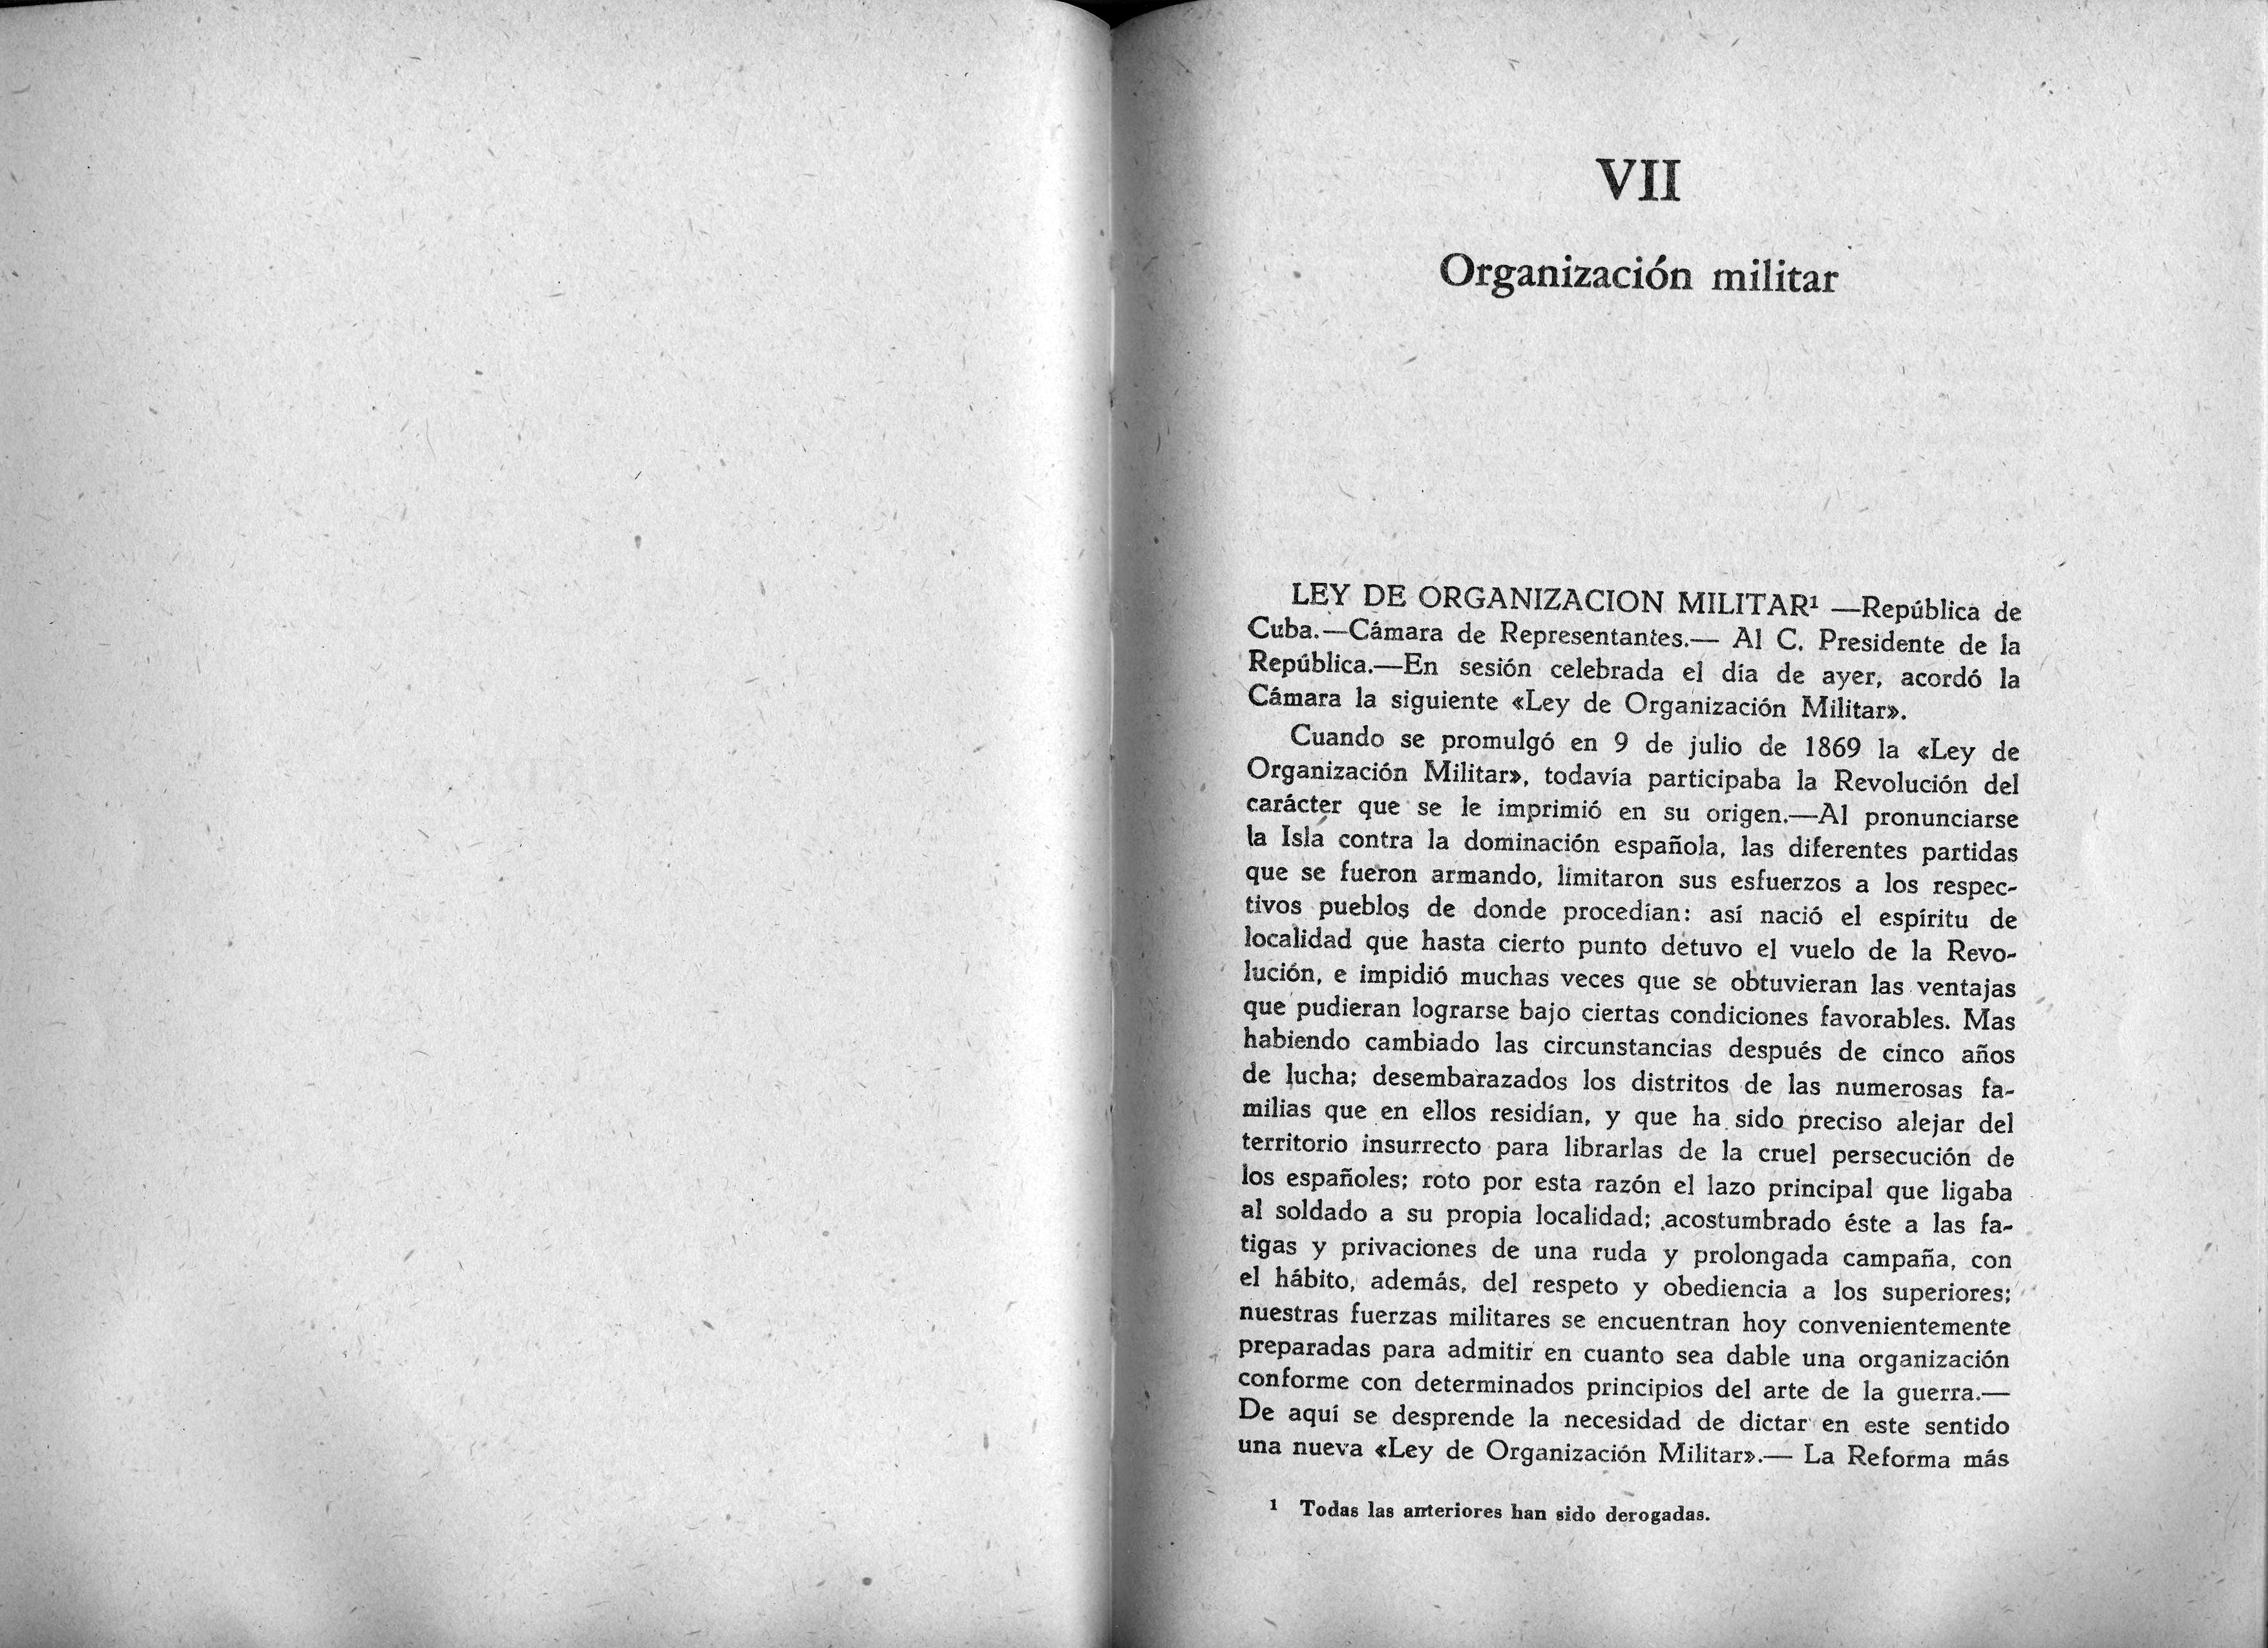 VII
Organización militar
LEY DE ORGANIZACION MILITAR¹ —República de
Cuba.—Cámara de Representantes.— Al C. Presidente de la
República.—En sesión celebrada el día de ayer, acordó la
Cámara la siguiente «Ley de Organización Militar».
Cuando se promulgó en 9 de julio de 1869 la «Ley de
Organización Militar», todavía participaba la Revolución del
carácter que se le imprimió en su origen.—Al pronunciarse
la Isla contra la dominación española, las diferentes partidas
que se fueron armando, limitaron sus esfuerzos a los respec-
tivos pueblos de donde procedían: así nació el espíritu de
localidad que hasta cierto punto detuvo el vuelo de la Revo-
lución, e impidió muchas veces que se obtuvieran las ventajas
que pudieran lograrse bajo ciertas condiciones favorables. Mas
habiendo cambiado las circunstancias después de cinco años
de lucha; desembarazados los distritos de las numerosas fa-
milias que en ellos residían, y que ha sido preciso alejar del
territorio insurrecto para librarlas de la cruel persecución de
los españoles; roto por esta razón el lazo principal que ligaba
al soldado a su propia localidad; acostumbrado éste a las fa-
tigas y privaciones de una ruda y prolongada campaña, con
el hábito, además, del respeto y obediencia a los superiores;
nuestras fuerzas militares se encuentran hoy convenientemente
preparadas para admitir en cuanto sea dable una organización
conforme con determinados principios del arte de la guerra.—
De aquí se desprende la necesidad de dictar en este sentido
una nueva «Ley de Organización Militar».— La Reforma más
¹ Todas las anteriores han sido derogadas.